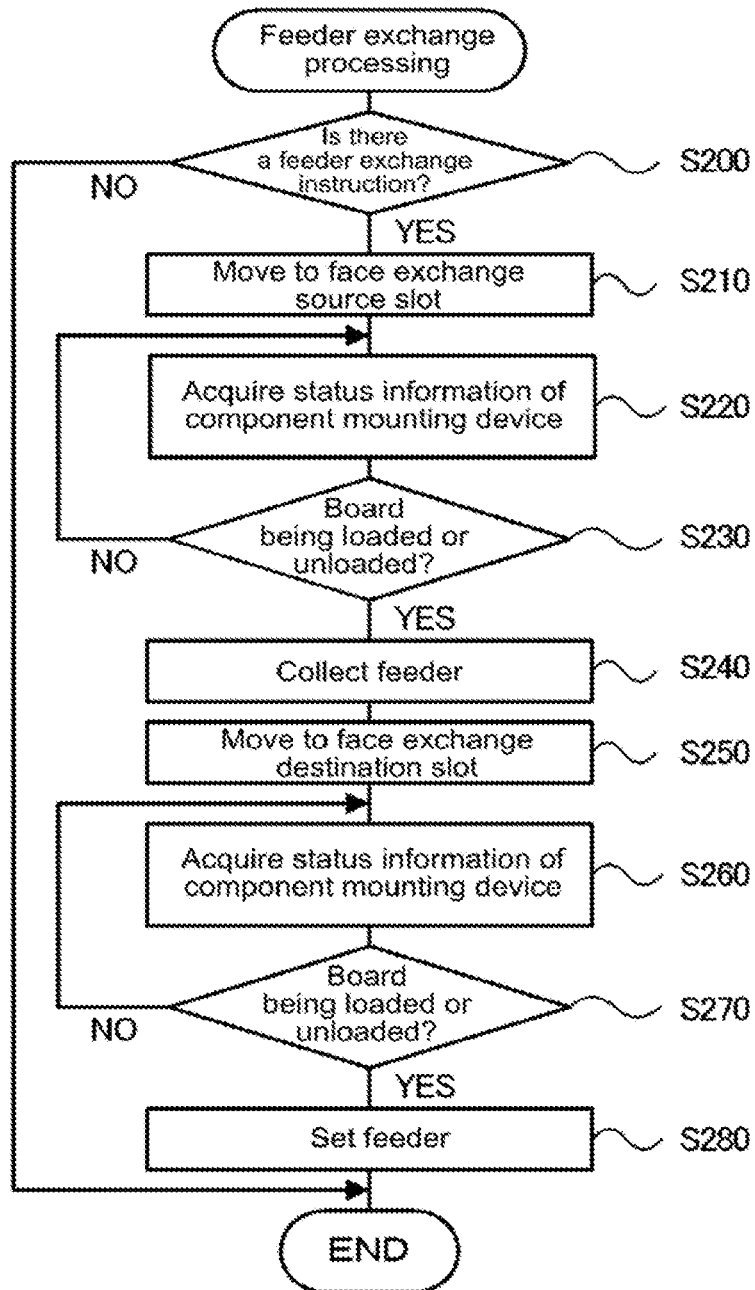 Feeder exchange
processing
Is there
a feeder exchange
instruction?
S200
NO
YES
Move to face exchange
source slot
S210
Acquire status information of
component mounting device
S220
Board
being loaded or
unloaded?
S230
NO
YES
Collect feeder
S240
Move to face exchange
destination slot
S250
Acquire status information of
component mounting device
S260
Board
being loaded or
unloaded?
S270
NO
YES
Set feeder
S280
END